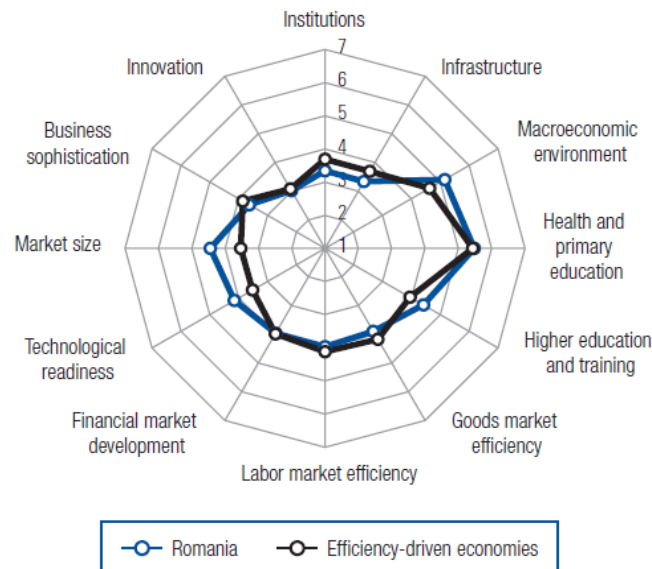 Institutions
7
6
5
4
3
2
1
Infrastructure
Macroeconomic
environment
Health and
primary
education
Higher education
and training
Goods market
efficiency
Labor market efficiency
Financial market
development
Technological
readiness
Market size
Business
sophistication
Innovation
Romania
Efficiency-driven economies